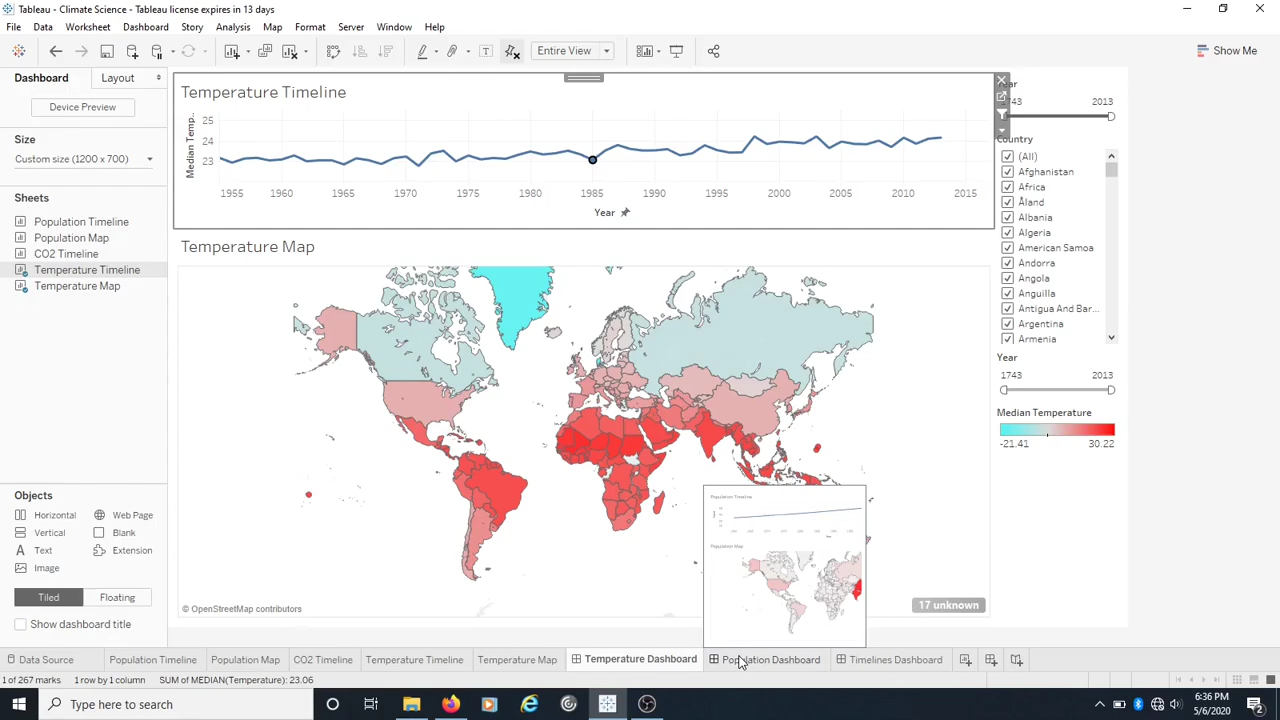 Tableau - Climate Science - Tableau license expires in 13 days
File Data Worksheet Dashboard Story Analysis Map Format Server Window Help
Entire View
Show Me
Dashboard Layout
Device Preview
Size
Custom size (1200 x 700)
Sheets
Population Timeline
Population Map
CO2 Timeline
Temperature Timeline
Temperature Map
Objects
Horizontal Web Page
Vertical Blank
Text Extension
Image
Tiled Floating
Show dashboard title
Temperature Timeline
Median Temp..
25
24
23
1955 1960 1965 1970 1975 1980 1985 1990 1995 2000 2005 2010 2015
Year
Temperature Map
© OpenStreetMap contributors
17 unknown
Population Timeline
Population Map
Year
1743 2013
Country
(All)
Afghanistan
Africa
Åland
Albania
Algeria
American Samoa
Andorra
Angola
Anguilla
Antigua And Bar...
Argentina
Armenia
Year
1743 2013
Median Temperature
-21.41 30.22
Data Source Population Timeline Population Map CO2 Timeline Temperature Timeline Temperature Map Temperature Dashboard Population Dashboard Timelines Dashboard
1 of 267 marks 1 row by 1 column SUM of MEDIAN(Temperature): 23.06
Type here to search
6:36 PM
5/6/2020
2